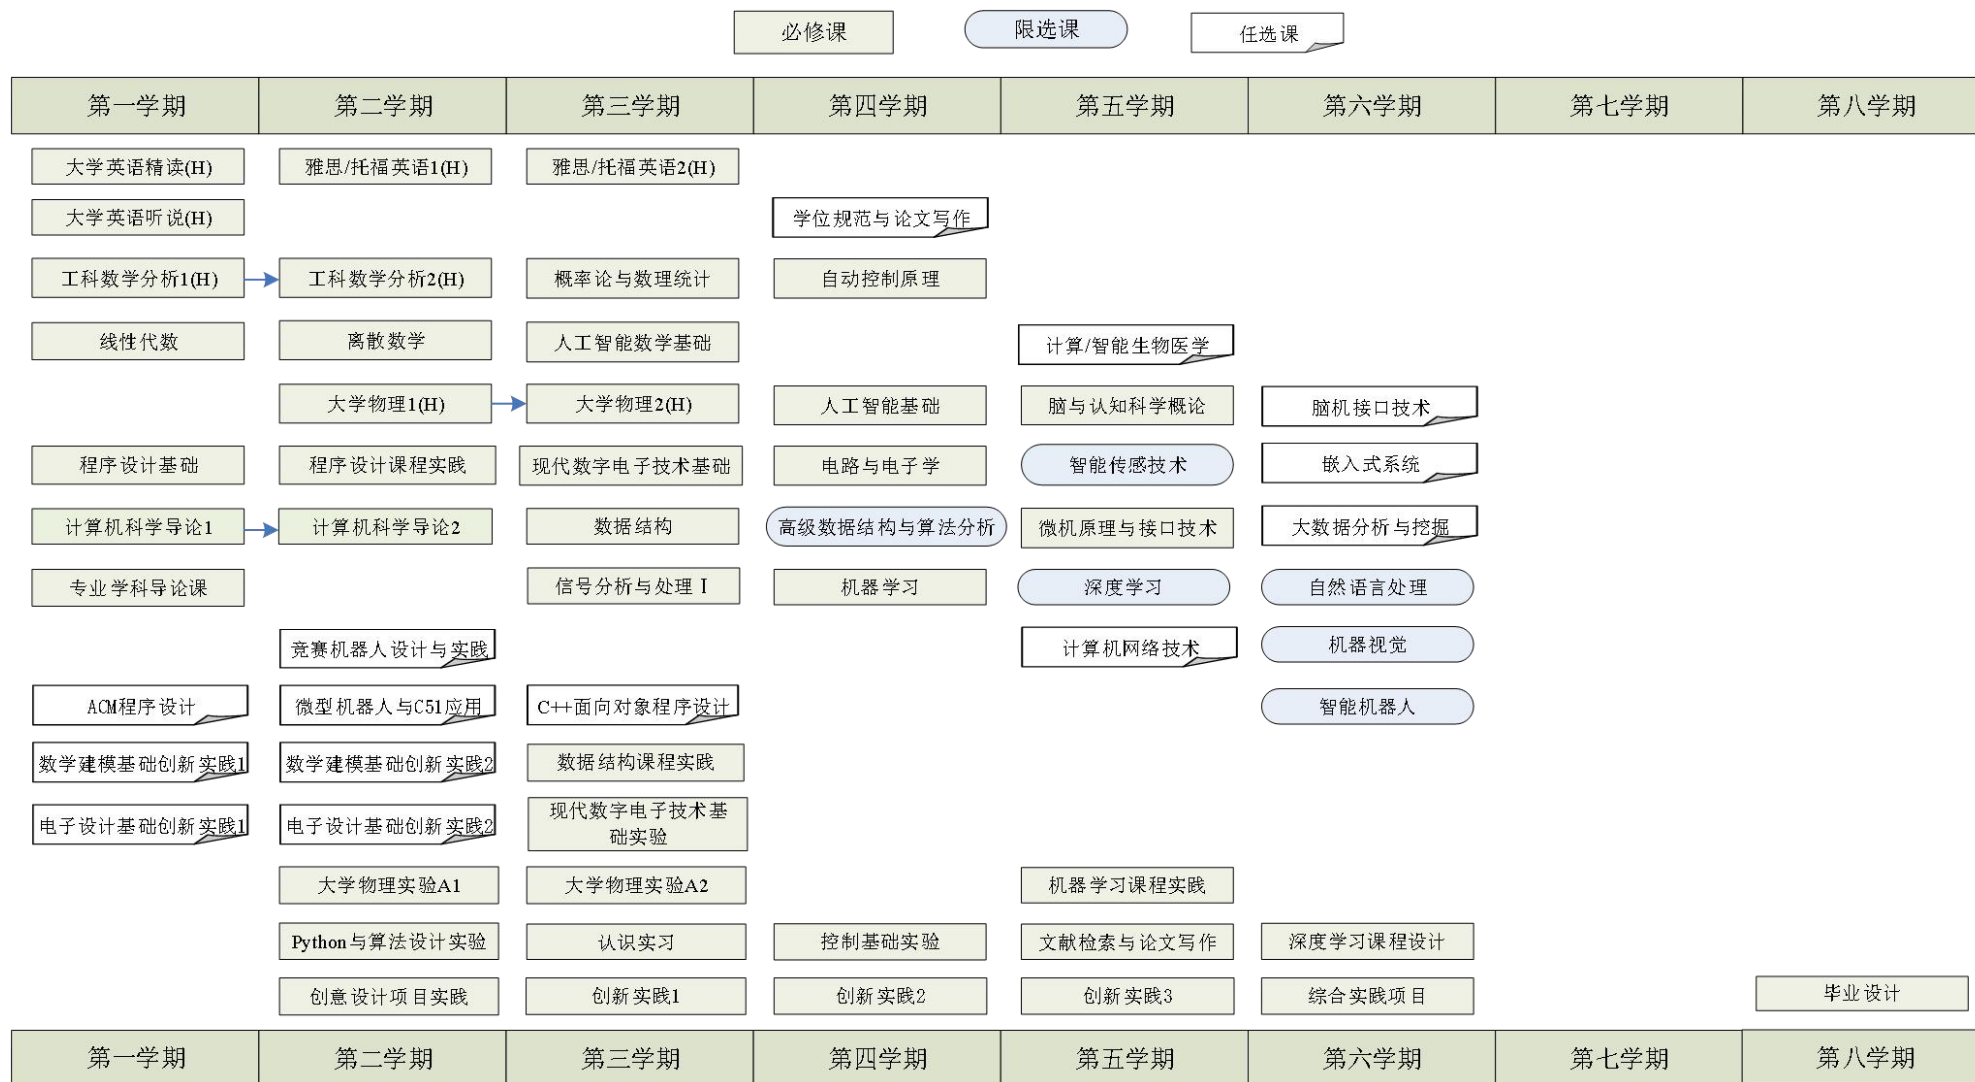 必修课
限选课
任选课
第一学期
第二学期
第三学期
第四学期
第五学期
第六学期
第七学期
第八学期
大学英语精读(H)
雅思/托福英语1(H)
雅思/托福英语2(H)
大学英语听说(H)
学位规范与论文写作
工科数学分析1(H)
工科数学分析2(H)
概率论与数理统计
自动控制原理
线性代数
离散数学
人工智能数学基础
计算/智能生物医学
大学物理1(H)
大学物理2(H)
人工智能基础
脑与认知科学概论
脑机接口技术
程序设计基础
程序设计课程实践
现代数字电子技术基础
电路与电子学
智能传感技术
嵌入式系统
计算机科学导论1
计算机科学导论2
数据结构
高级数据结构与算法分析
微机原理与接口技术
大数据分析与挖掘
专业学科导论课
信号分析与处理Ⅰ
机器学习
深度学习
自然语言处理
竞赛机器人设计与实践
计算机网络技术
机器视觉
ACM程序设计
微型机器人与C51应用
C++面向对象程序设计
智能机器人
数学建模基础创新实践1
数学建模基础创新实践2
数据结构课程实践
电子设计基础创新实践1
电子设计基础创新实践2
现代数字电子技术基
础实验
大学物理实验A1
大学物理实验A2
机器学习课程实践
Python与算法设计实验
认识实习
控制基础实验
文献检索与论文写作
深度学习课程设计
创意设计项目实践
创新实践1
创新实践2
创新实践3
综合实践项目
毕业设计
第一学期
第二学期
第三学期
第四学期
第五学期
第六学期
第七学期
第八学期